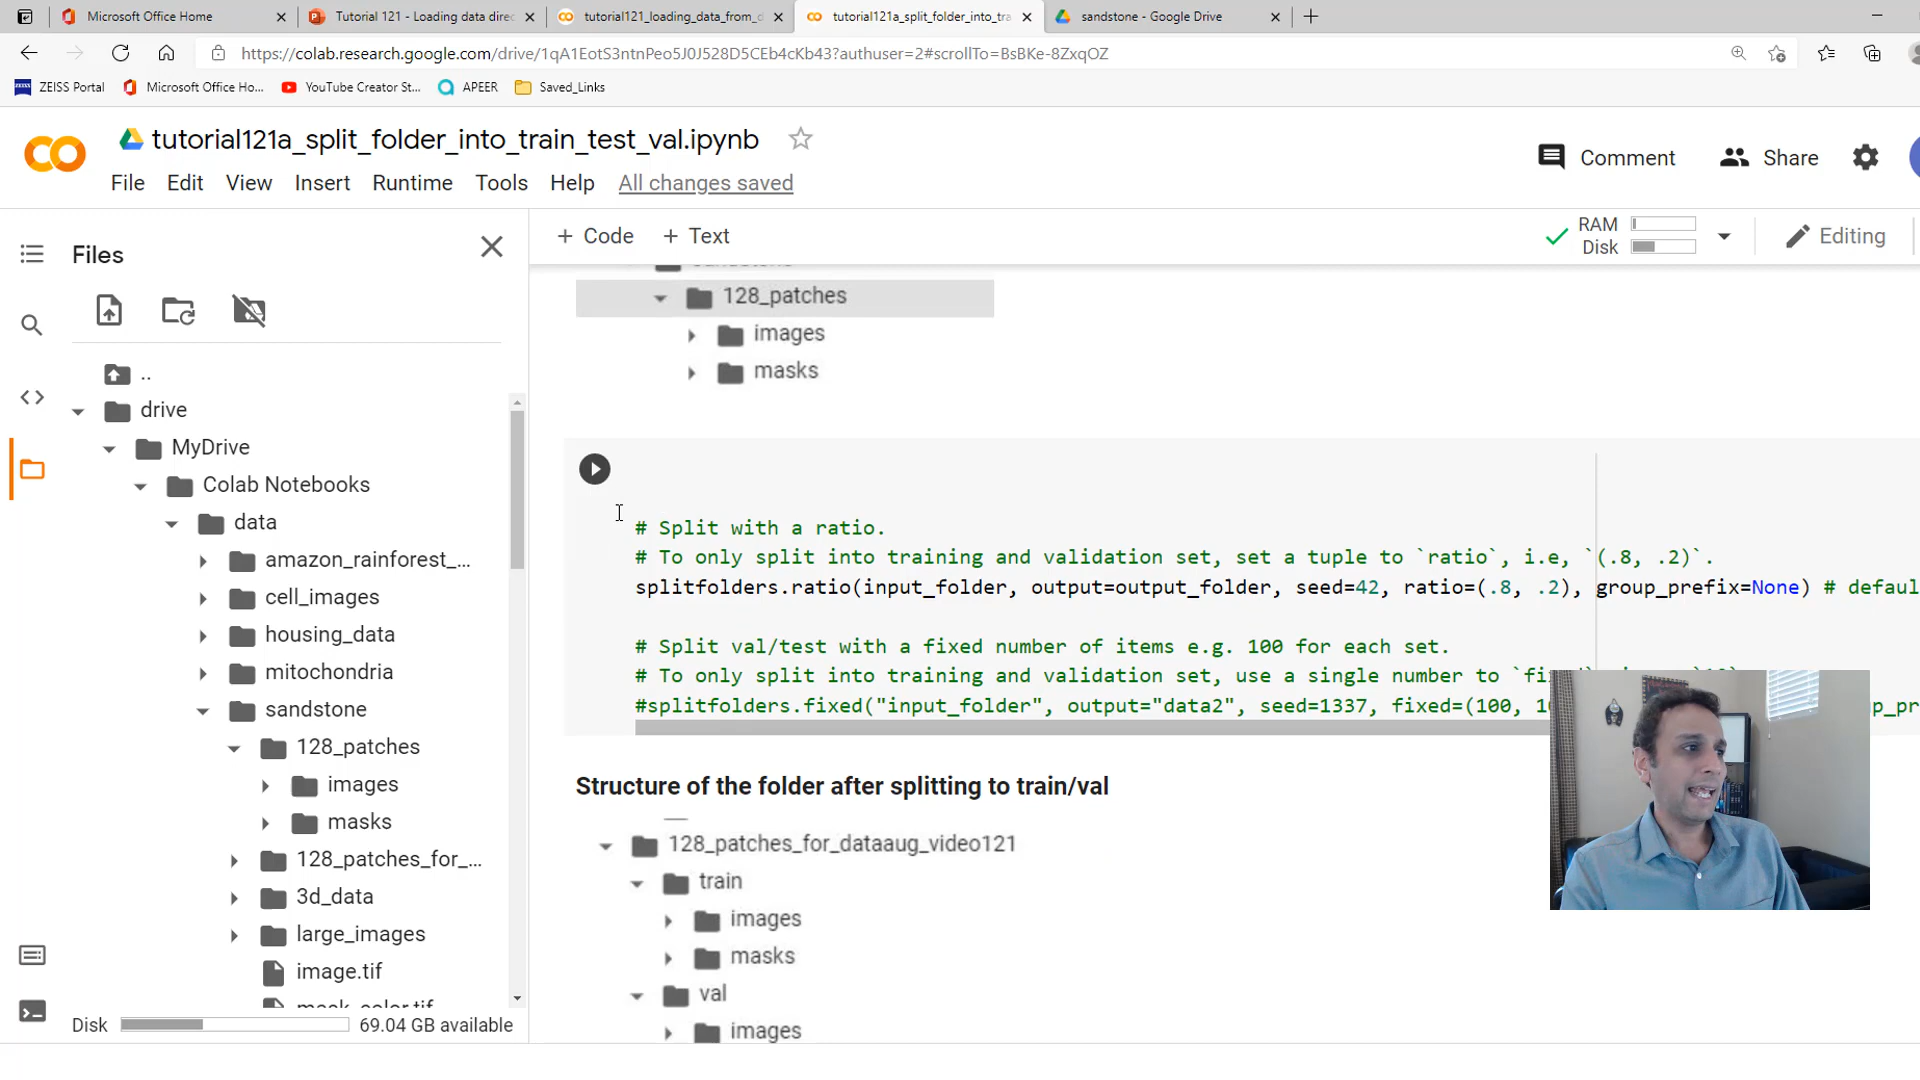 Microsoft Office Home
Tutorial 121 - Loading data direc
tutorial121_loading_data_from_d
tutorial121a_split_folder_into_tra
sandstone - Google Drive
https://colab.research.google.com/drive/1qA1EotS3ntnPeo5J0J528D5CEb4cKb43?authuser=2#scrollTo=BsBKe-8ZxqOZ
ZEISS Portal
Microsoft Office Ho...
YouTube Creator St...
APEER
Saved_Links
tutorial121a_split_folder_into_train_test_val.ipynb
File Edit View Insert Runtime Tools Help All changes saved
Comment
Share
Files
+ Code + Text
RAM
Disk
Editing
..
drive
MyDrive
Colab Notebooks
data
amazon_rainforest_...
cell_images
housing_data
mitochondria
sandstone
128_patches
images
masks
128_patches_for_...
3d_data
large_images
image.tif
mask_color.tif
Disk 69.04 GB available
128_patches
images
masks
# Split with a ratio.
# To only split into training and validation set, set a tuple to `ratio`, i.e, `(.8, .2)`.
splitfolders.ratio(input_folder, output=output_folder, seed=42, ratio=(.8, .2), group_prefix=None) # defaul
# Split val/test with a fixed number of items e.g. 100 for each set.
# To only split into training and validation set, use a single number to `fi
#splitfolders.fixed("input_folder", output="data2", seed=1337, fixed=(100, 1
Structure of the folder after splitting to train/val
128_patches_for_dataaug_video121
train
images
masks
val
images